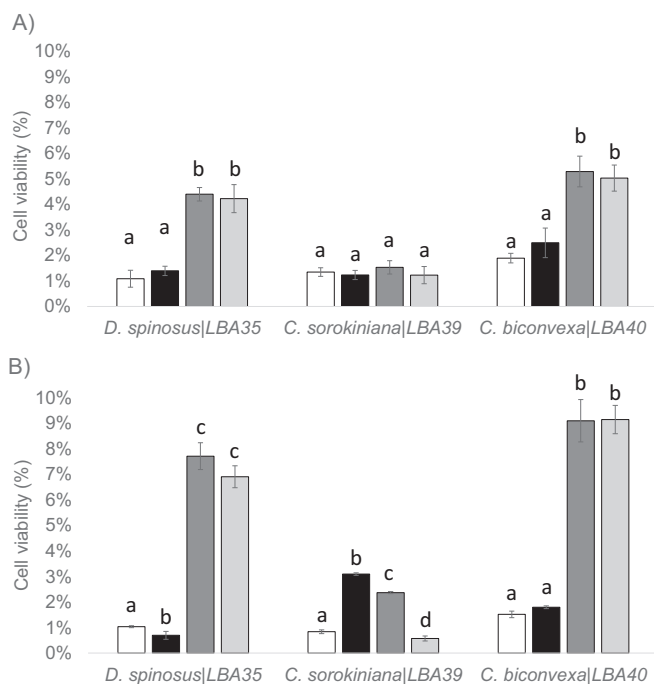 A)
Cell viability (%)
10%
9%
8%
7%
6%
5%
4%
3%
2%
1%
0%
a a b b a a a a a a b b
D. spinosus|LBA35 C. sorokiniana|LBA39 C. biconvexa|LBA40
B)
Cell viability (%)
10%
9%
8%
7%
6%
5%
4%
3%
2%
1%
0%
a b c c a b c d a a b b
D. spinosus|LBA35 C. sorokiniana|LBA39 C. biconvexa|LBA40